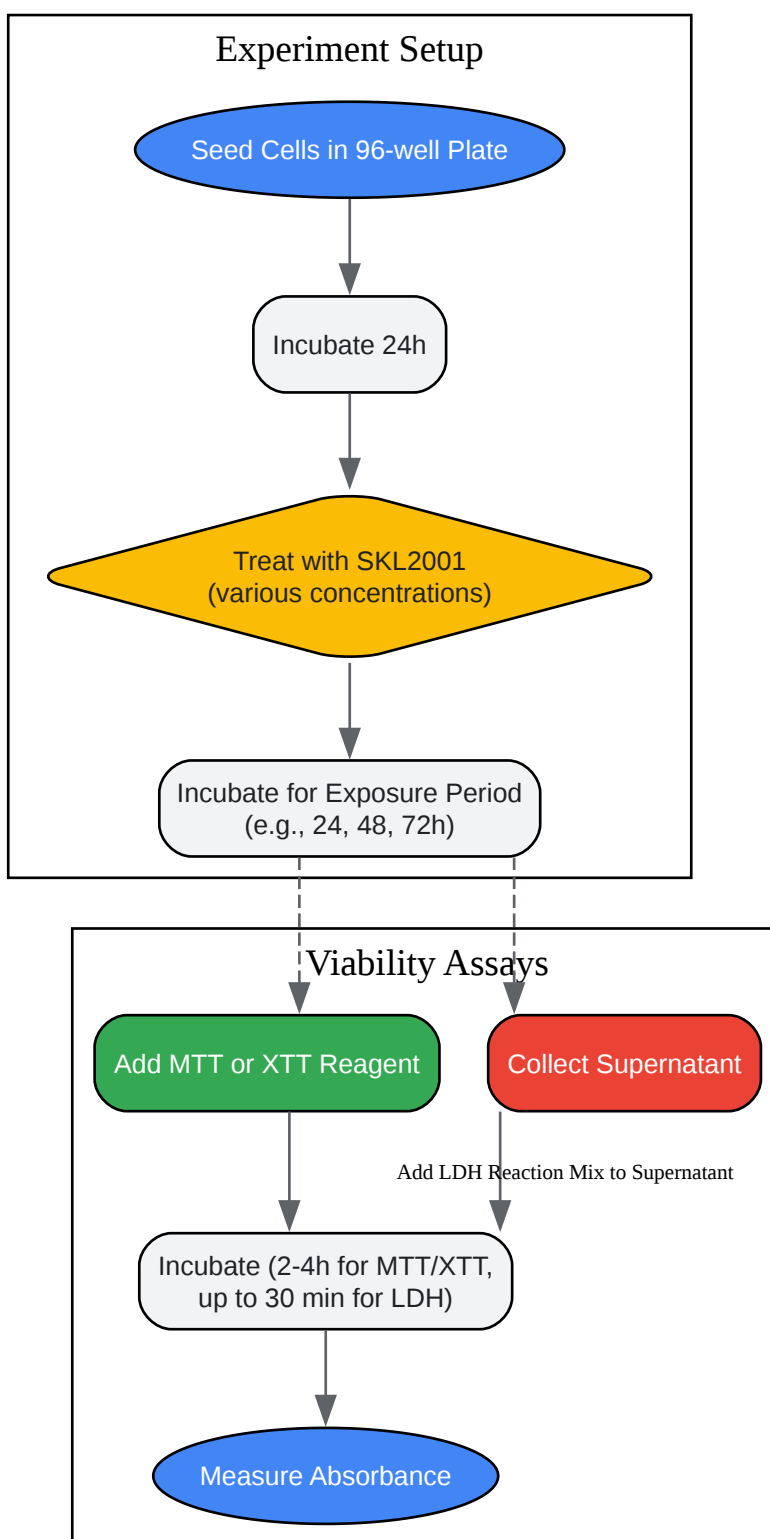 Experiment Setup
Seed Cells in 96-well Plate
Incubate 24h
Treat with SKL2001
(various concentrations)
Incubate for Exposure Period
(e.g., 24, 48, 72h)
Viability Assays
Add MTT or XTT Reagent
Collect Supernatant
Add LDH Reaction Mix to Supernatant
Incubate (2-4h for MTT/XTT,
up to 30 min for LDH)
Measure Absorbance